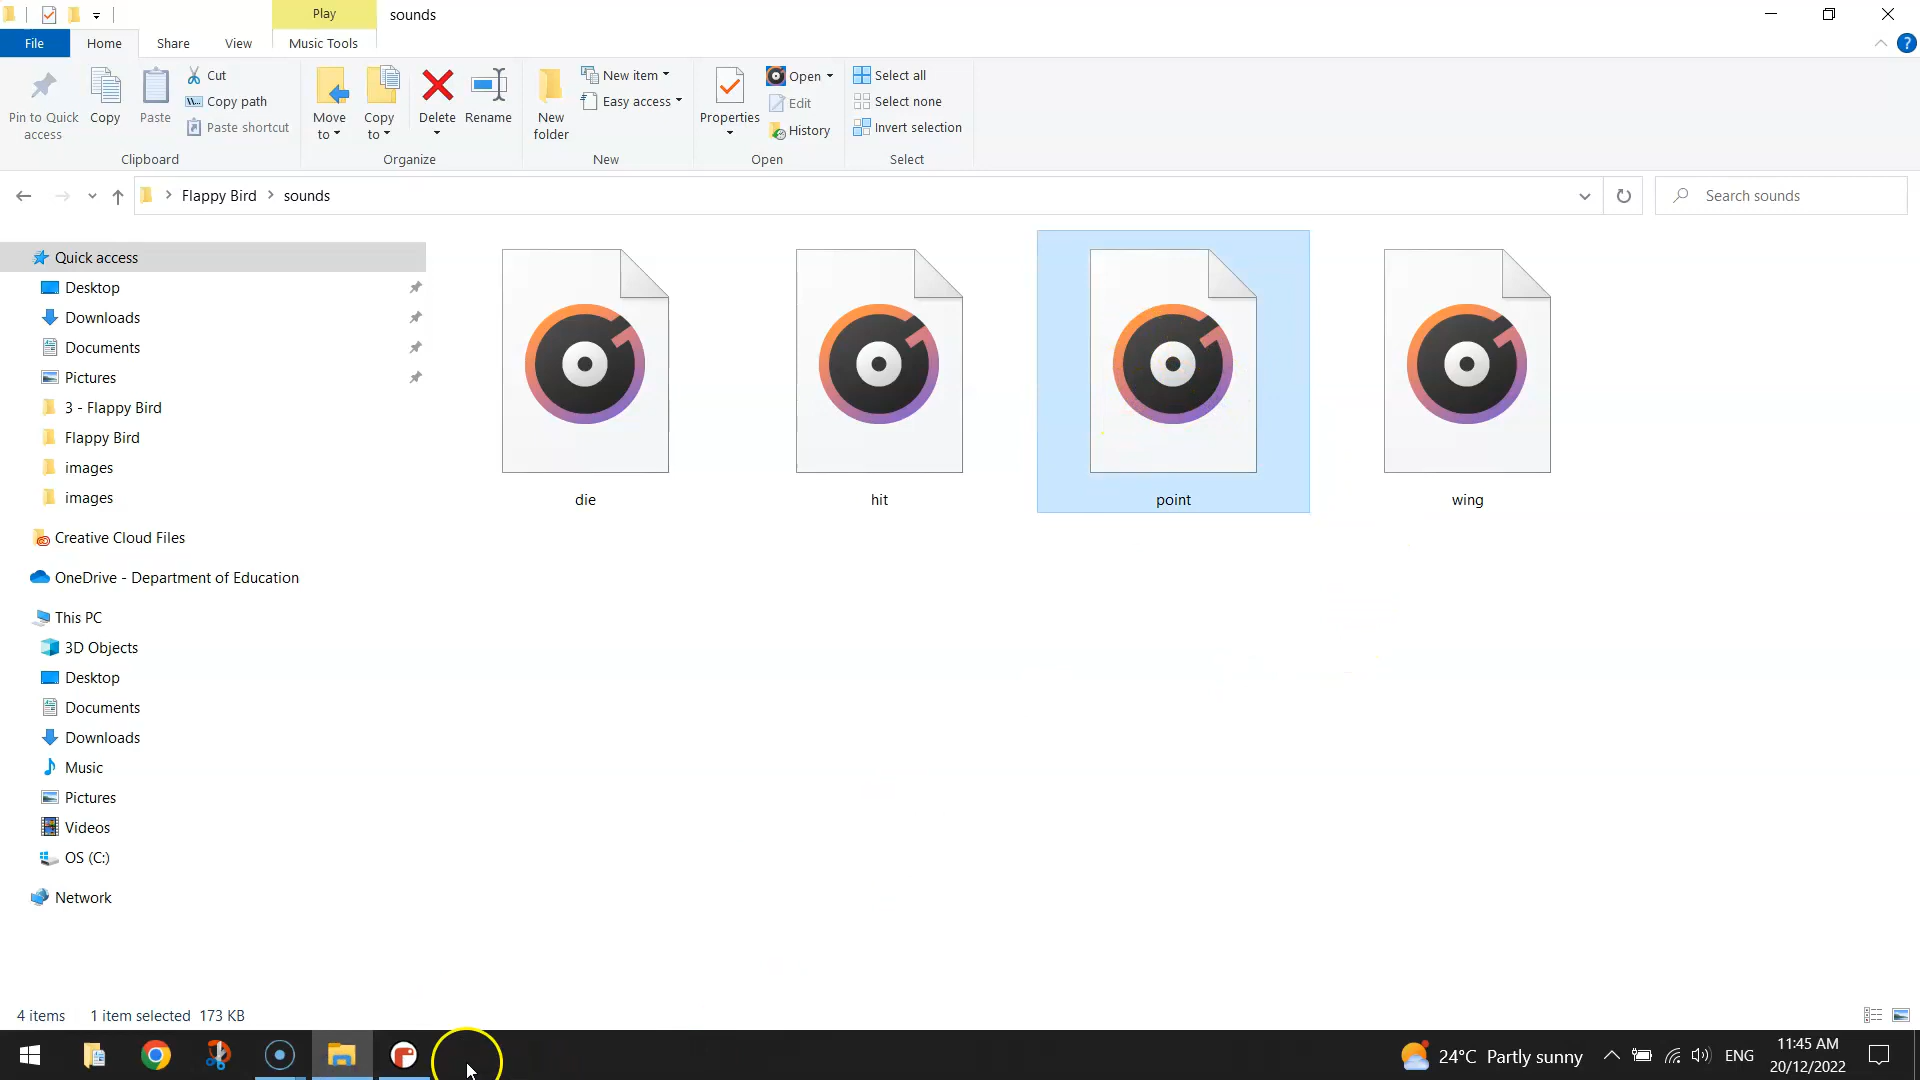 Play
sounds
File
Home
Share
View
Music Tools
?
Pin to Quick access
Copy
Paste
Cut
Copy path
Paste shortcut
Clipboard
Move to
Copy to
Delete
Rename
Organize
New folder
New item
Easy access
New
Properties
Open
Edit
History
Open
Select all
Select none
Invert selection
Select
Flappy Bird
sounds
Search sounds
Quick access
Desktop
Downloads
Documents
Pictures
3 - Flappy Bird
Flappy Bird
images
images
Creative Cloud Files
OneDrive - Department of Education
This PC
3D Objects
Desktop
Documents
Downloads
Music
Pictures
Videos
OS (C:)
Network
die
hit
point
wing
4 items
1 item selected 173 KB
24°C Partly sunny
ENG
11:45 AM
20/12/2022